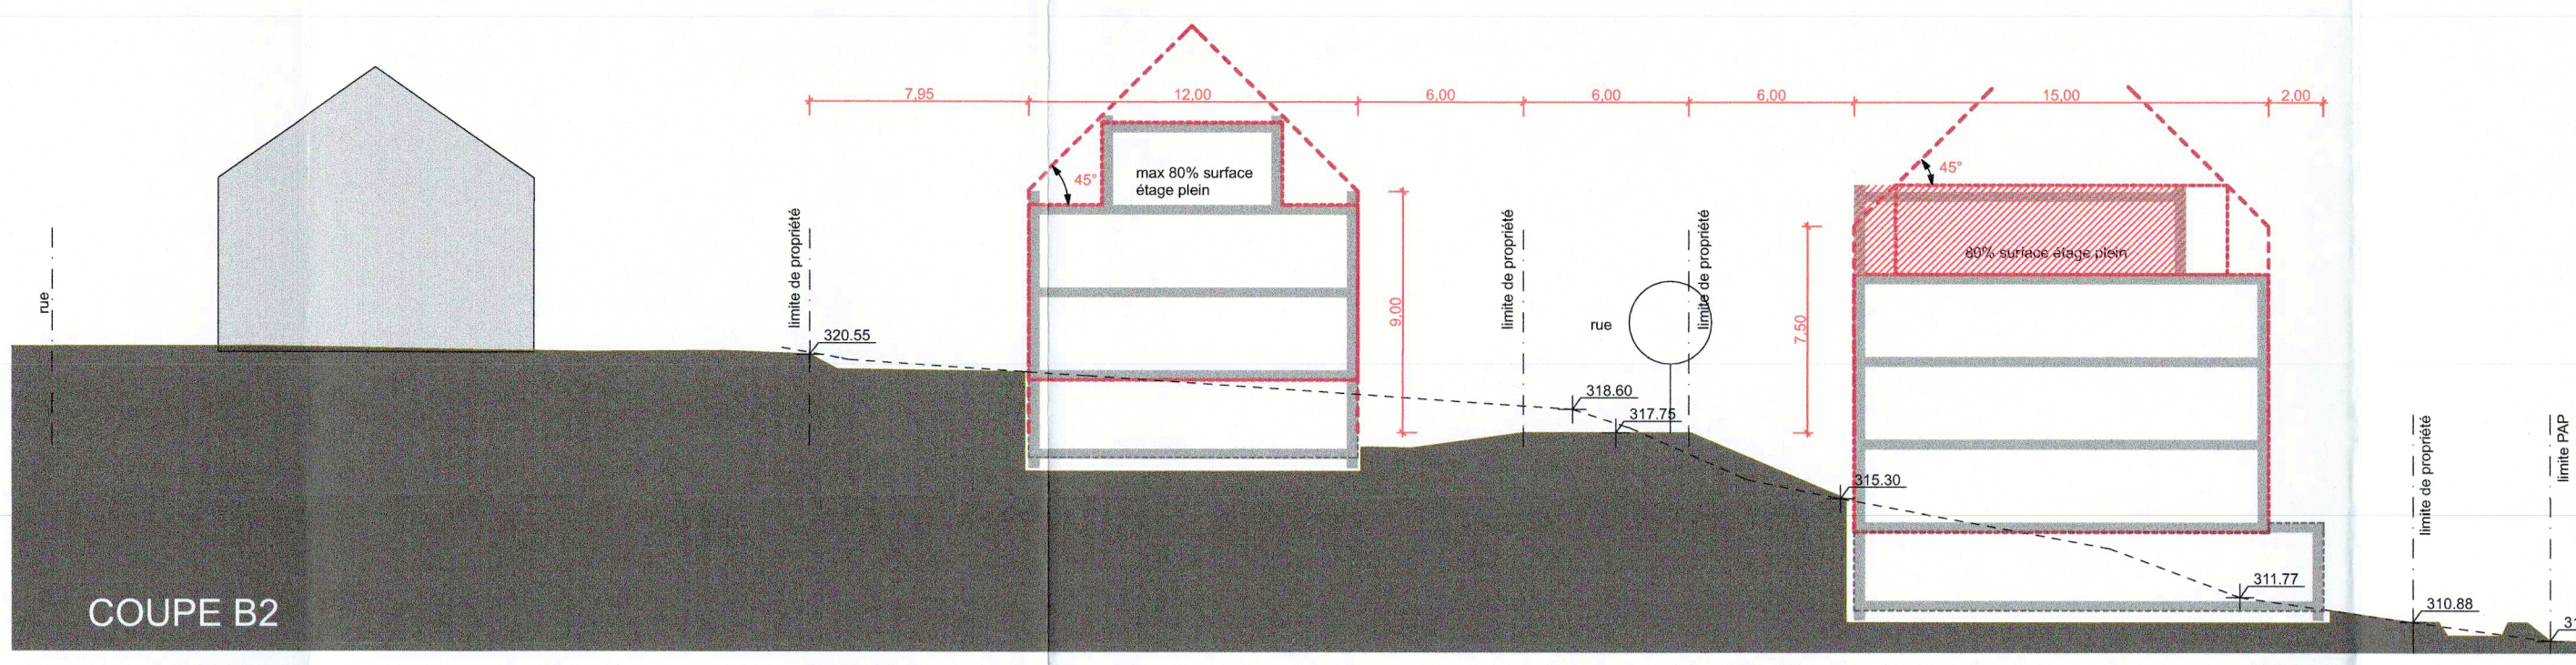 7,95
12,00
6,00
6,00
6,00
15,00
2,00
45°
max 80% surface
étage plein
45°
80% surface étage plein
rue
limite de propriété
320.55
9,00
limite de propriété
rue
limite de propriété
7,50
318.60
317.75
315.30
311.77
310.88
limite de propriété
limite PAP
31
COUPE B2